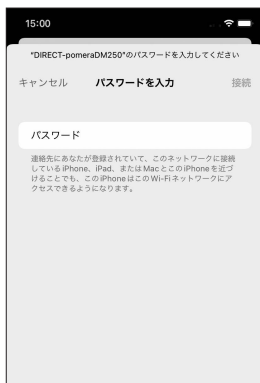 15:00
"DIRECT-pomeraDM250"のパスワードを入力してください
キャンセル パスワードを入力 接続
パスワード
連絡先にあなたが登録されていて、このネットワークに接続
しているiPhone、iPad、またはMacとこのiPhoneを近づ
けることでも、このiPhoneはこのWi-Fiネットワークにア
クセスできるようになります。